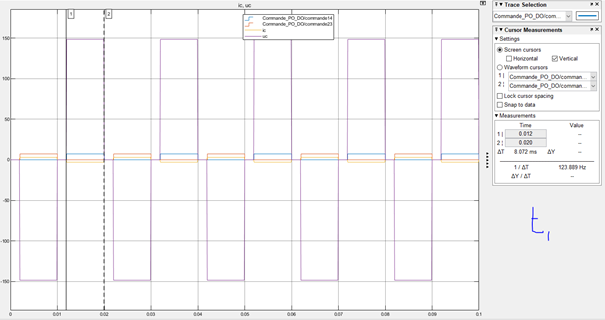 ic, uc
Commande_PO_DO/commande14
Commande_PO_DO/commande23
ic
uc
1
2
150
100
50
0
-50
-100
-150
0
0.01
0.02
0.03
0.04
0.05
0.06
0.07
0.08
0.09
0.1
Trace Selection
Commande_PO_DO/com...
Cursor Measurements
Settings
Screen cursors
Horizontal
Vertical
Waveform cursors
1 | Commande_PO_DO/comman...
2 ¦ Commande_PO_DO/comman...
Lock cursor spacing
Snap to data
Measurements
Time Value
1 | 0.012 --
2 ¦ 0.020 --
ΔT 8.072 ms ΔY --
1 / ΔT 123.889 Hz
ΔY / ΔT --
t1